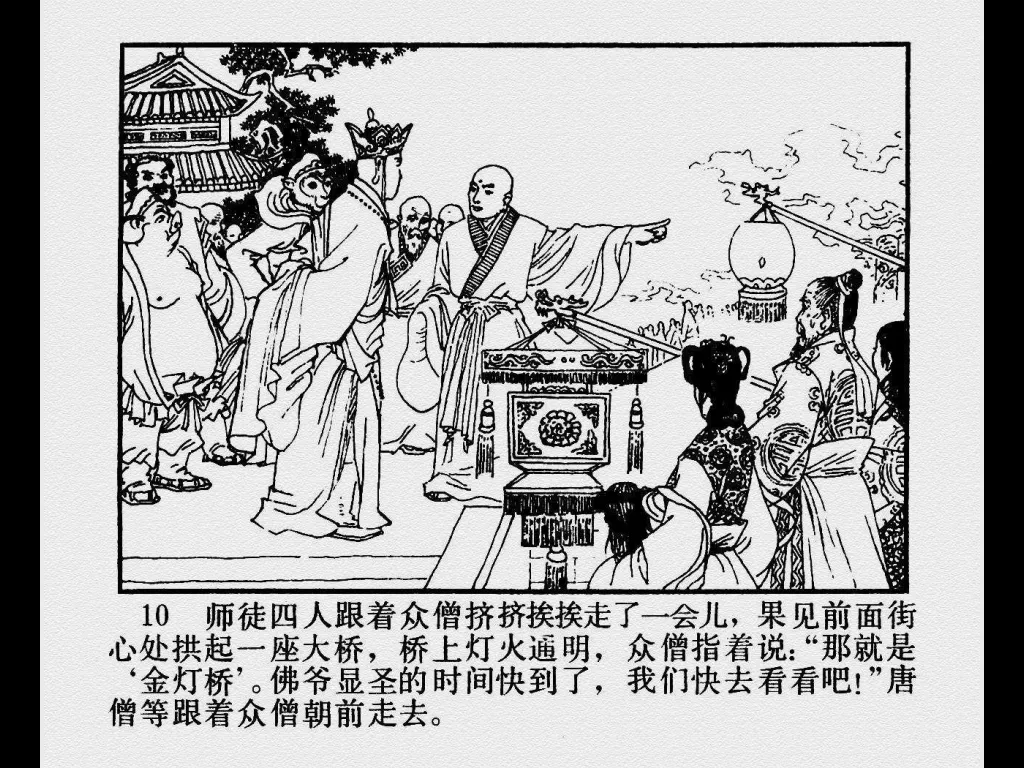 10 师徒四人跟着众僧挤挤挨挨走了一会儿，果见前面街
心处拱起一座大桥，桥上灯火通明，众僧指着说：“那就是
‘金灯桥’。佛爷显圣的时间快到了，我们快去看看吧！”唐
僧等跟着众僧朝前走去。